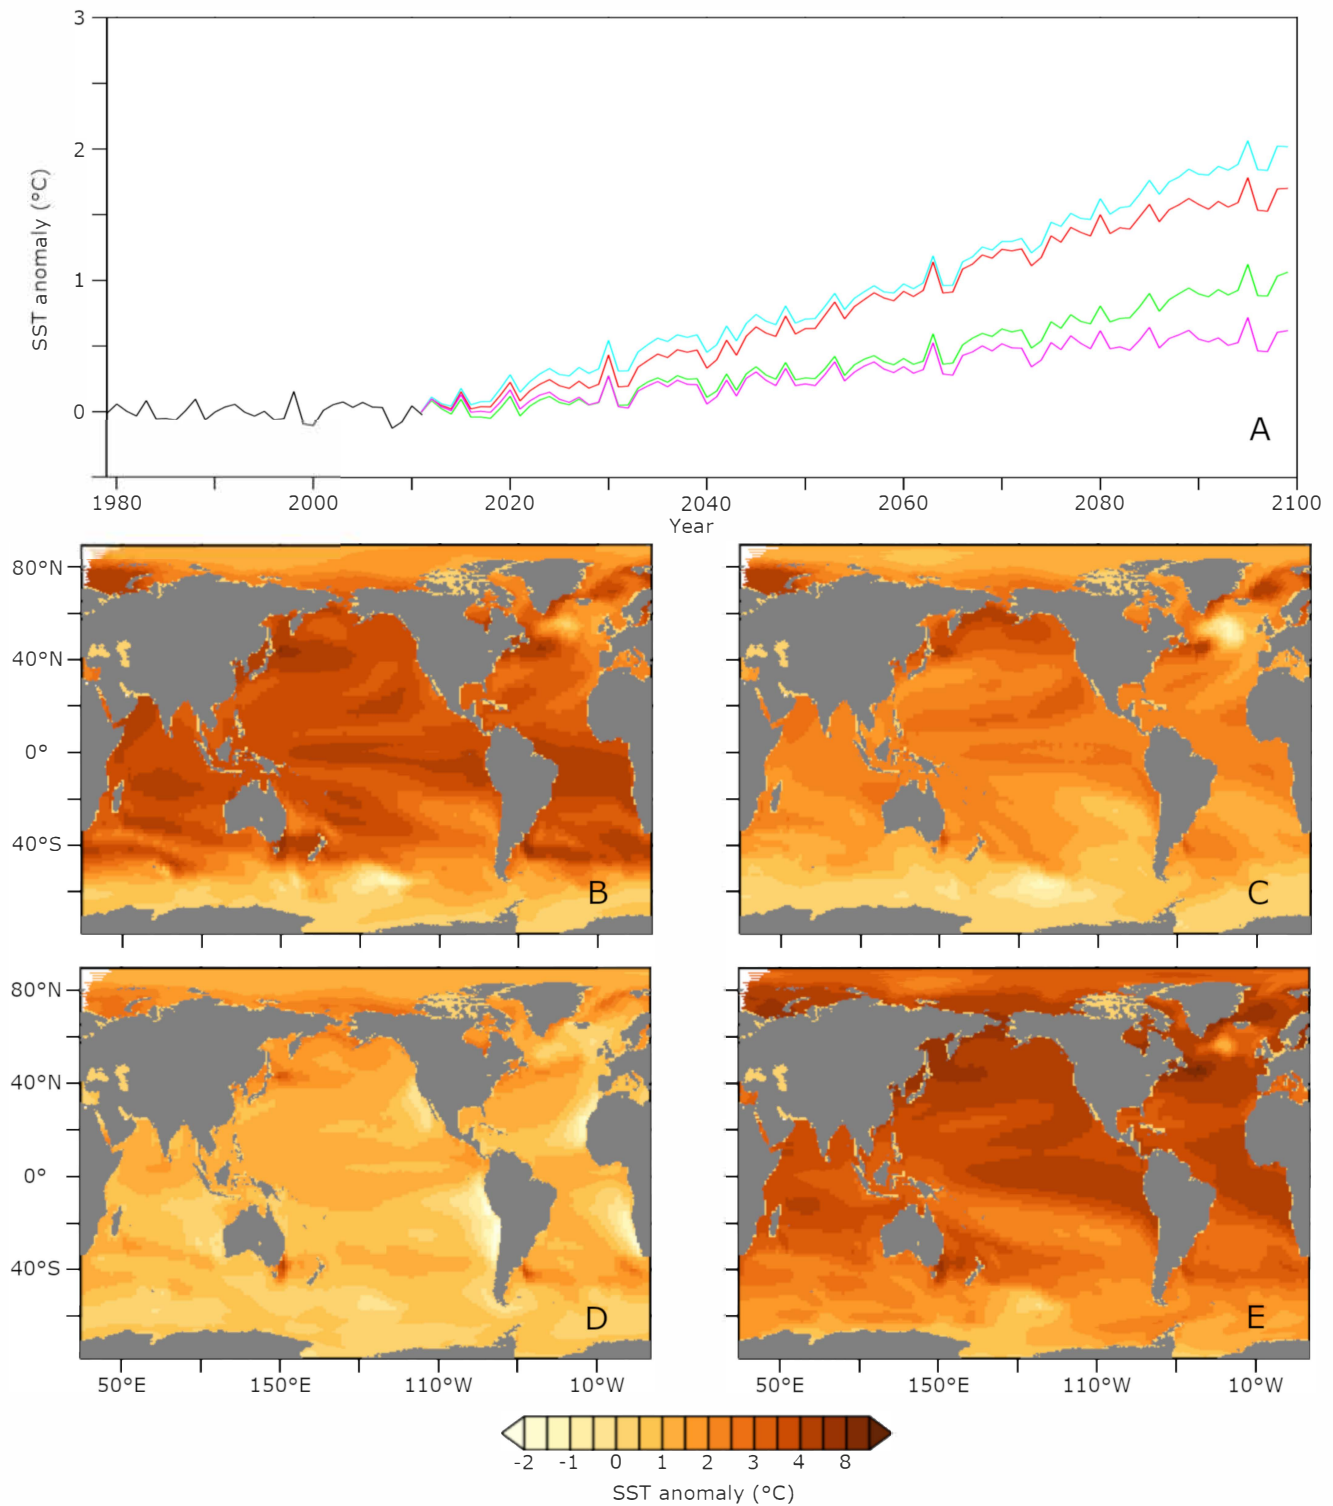 3
2
1
0
SST anomaly (°C)
A
1980 2000 2020 2040 2060 2080 2100
Year
80°N
40°N
0°
40°S
B
C
80°N
40°N
0°
40°S
D
E
50°E 150°E 110°W 10°W 50°E 150°E 110°W 10°W
-2 -1 0 1 2 3 4 8
SST anomaly (°C)